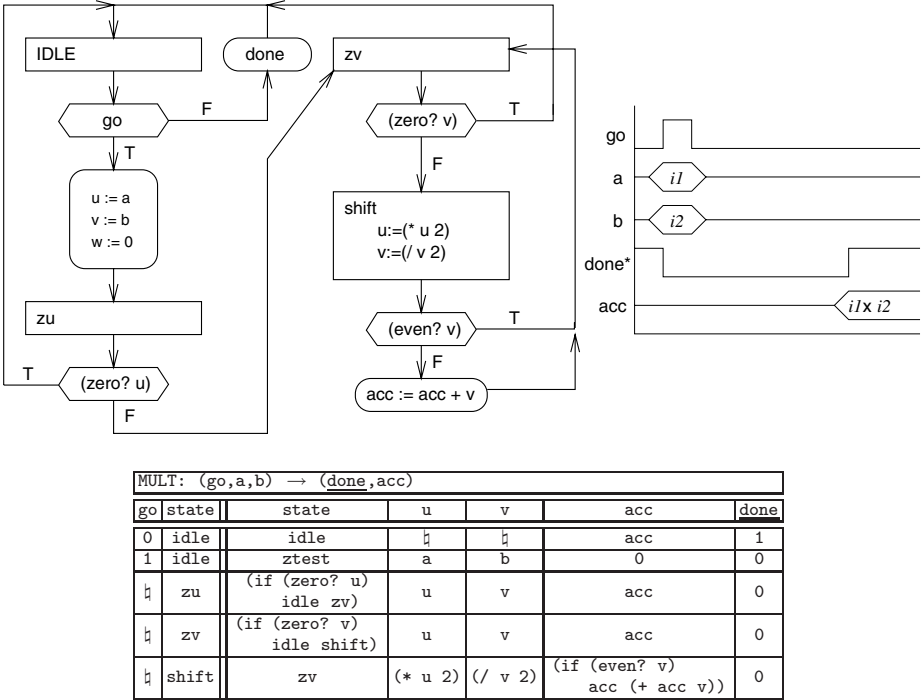 IDLE
done
go
F
T
u := a
v := b
w := 0
zu
(zero? u)
T
F
zv
(zero? v)
T
F
shift
u:=(* u 2)
v:=(/ v 2)
(even? v)
T
F
acc := acc + v
go
a
i1
b
i2
done*
acc
i1x i2
MULT: (go,a,b) → (done,acc)
go state state u v acc done
0 idle idle ♮ ♮ acc 1
1 idle ztest a b 0 0
♮ zu (if (zero? u) u v acc 0
idle zv)
♮ zv (if (zero? v) u v acc 0
idle shift)
♮ shift zv (* u 2) (/ v 2) (if (even? v) 0
acc (+ acc v))